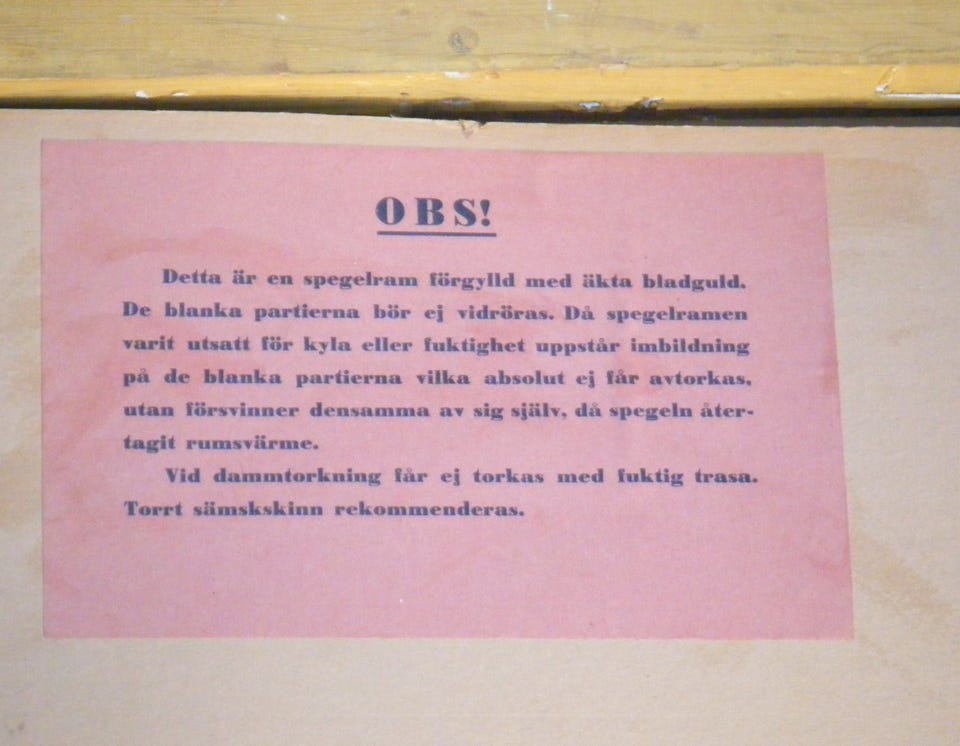 OBS!
Detta är en spegelram förgylld med äkta bladguld.
De blanka partierna bör ej vidröras. Då spegelramen
varit utsatt för kyla eller fuktighet uppstår imbildning
på de blanka partierna vilka absolut ej får avtorkas,
utan försvinner densamma av sig själv, då spegeln åter-
tagit rumsvärme.
Vid dammtorkning får ej torkas med fuktig trasa.
Torrt sämskskinn rekommenderas.